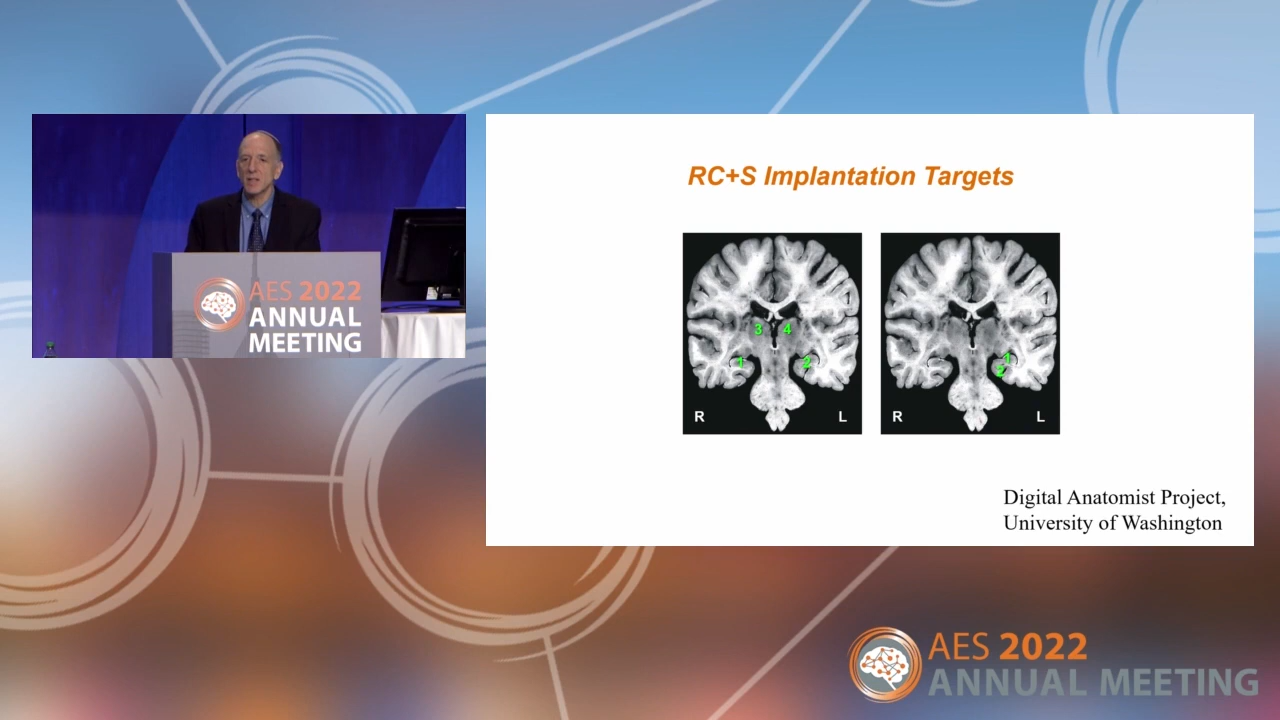 AES 2022
ANNUAL
MEETING
RC+S Implantation Targets
3 4
1 2
R L
1
2
R L
Digital Anatomist Project,
University of Washington
AES 2022
ANNUAL MEETING